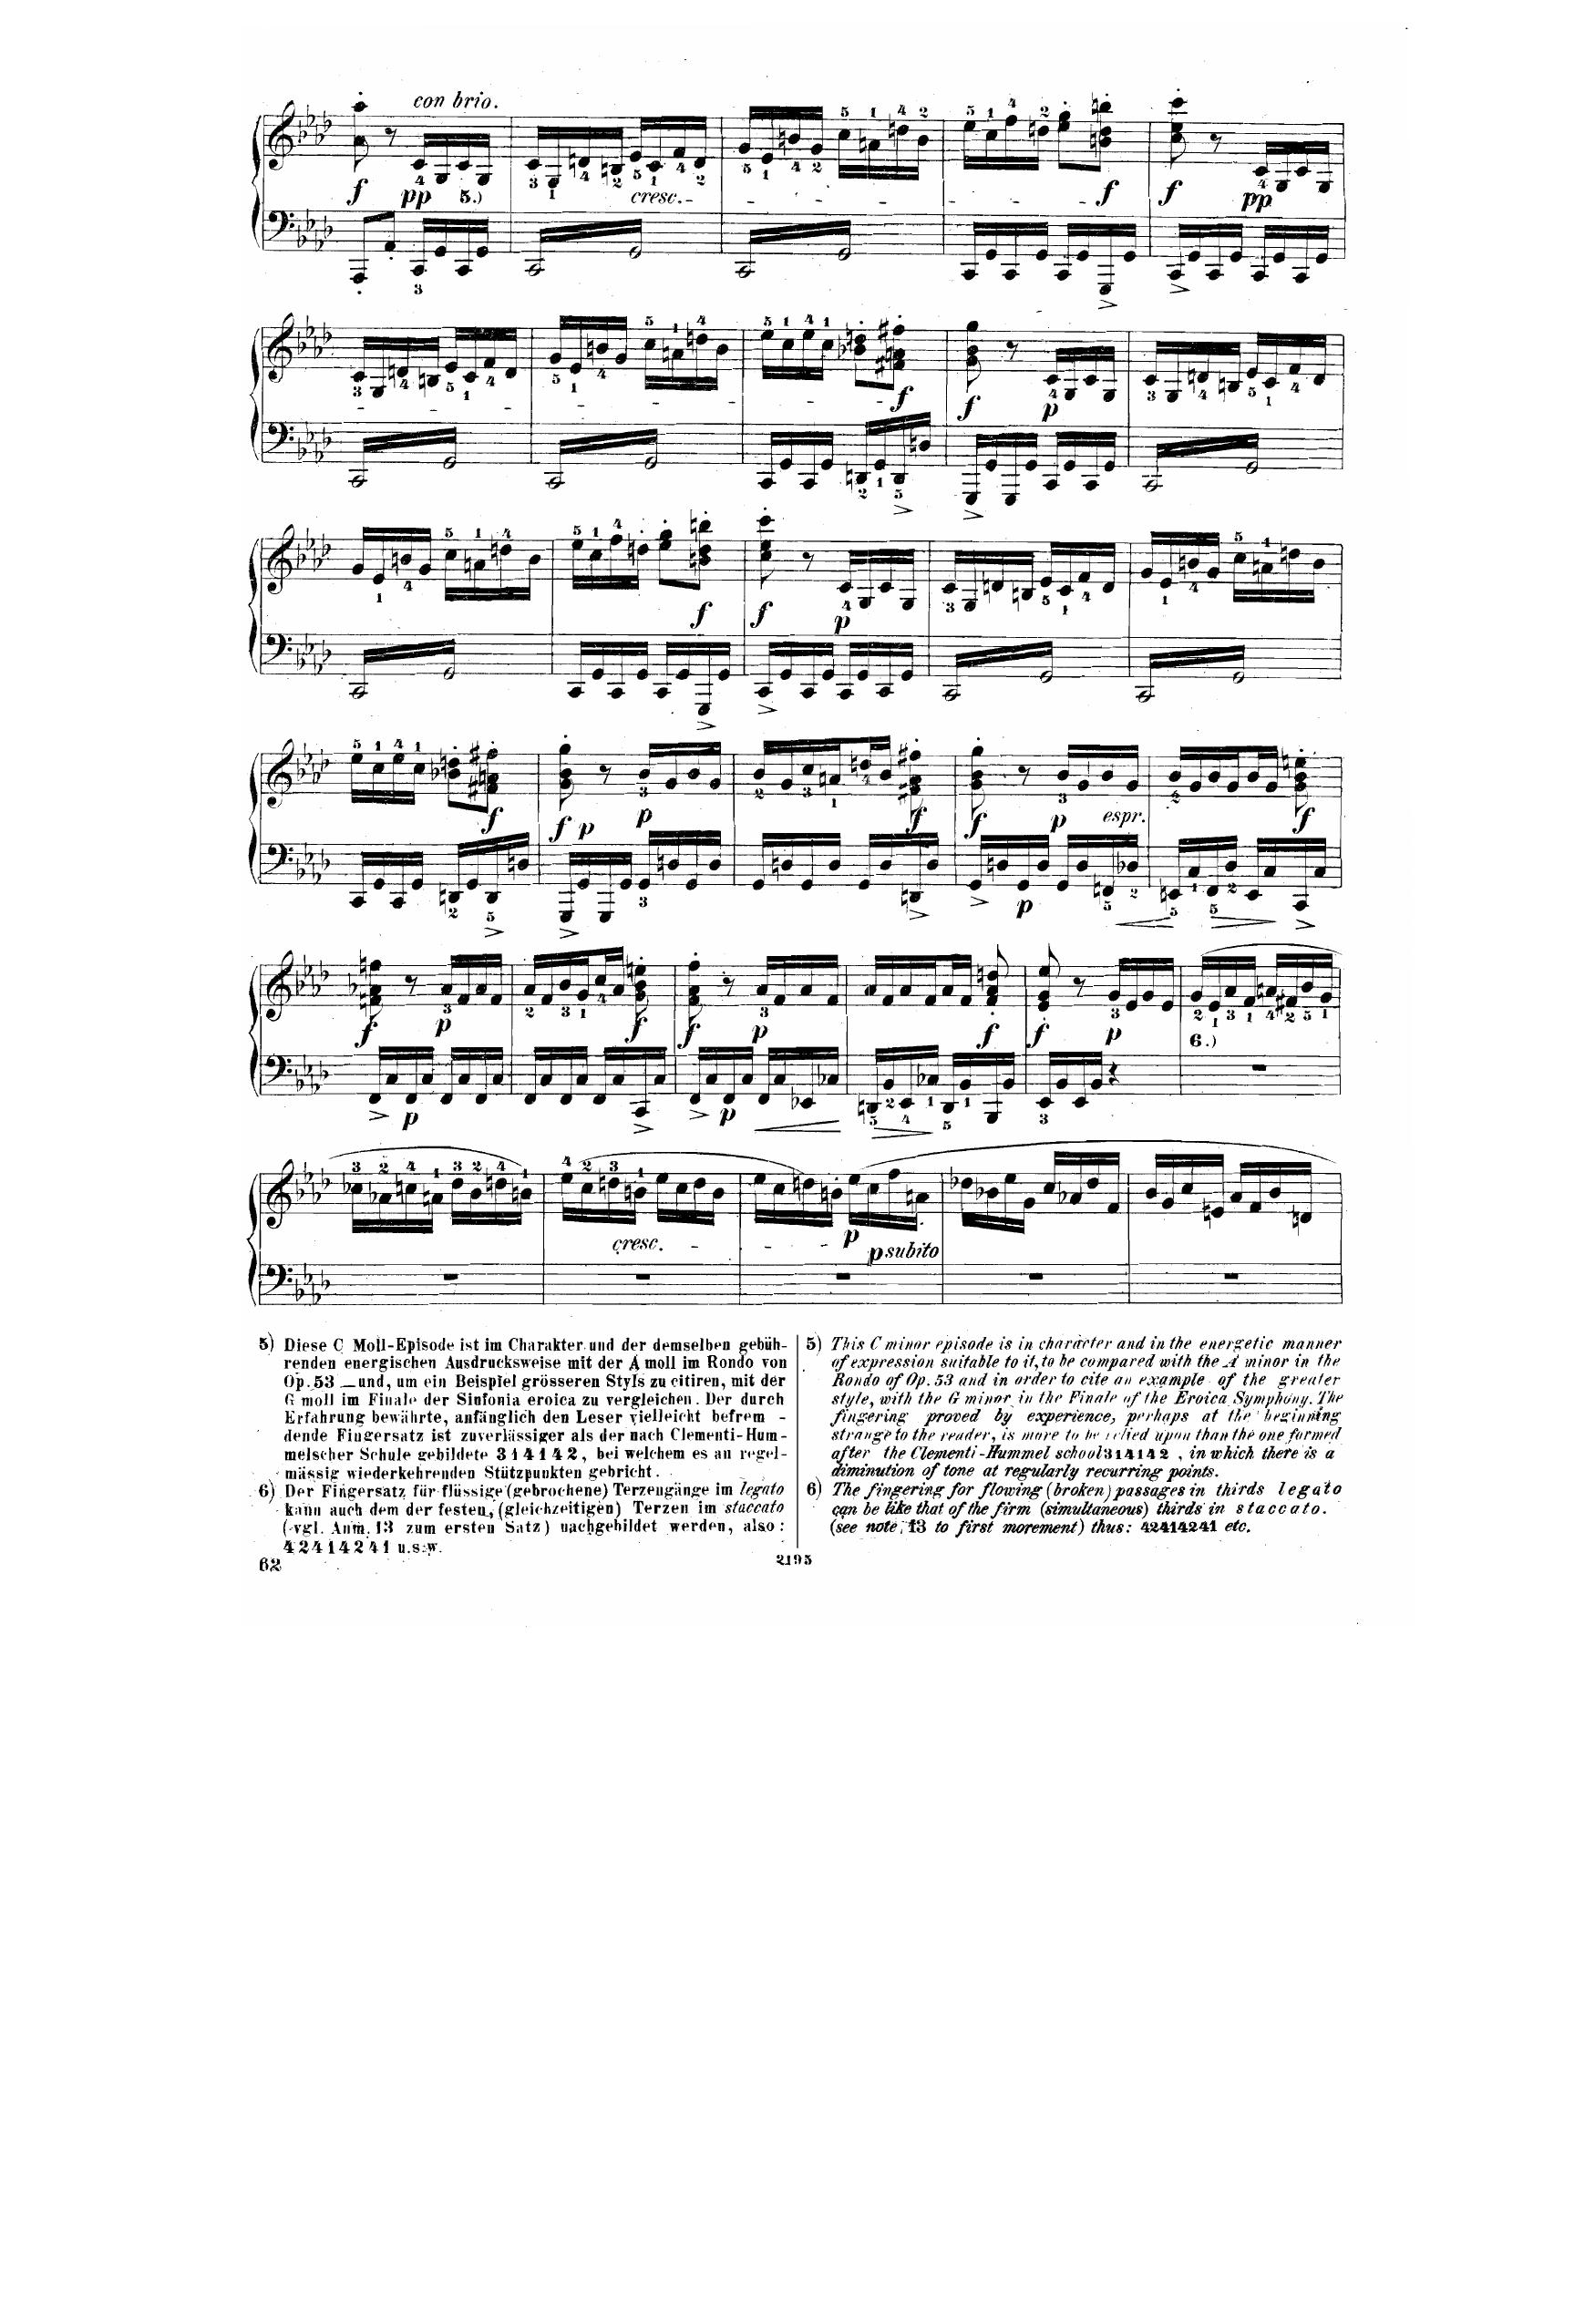 con brio.
f pp 5.) cresc. f f pp
f f p
f f p
f f p p f f p espr. f
f p f f p f f p
p p p
6.)
cresc. p p subito
5) Diese C Moll-Episode ist im Charakter und der demselben gebüh-
renden energischen Ausdrucksweise mit der A moll im Rondo von
Op. 53 — und, um ein Beispiel grösseren Styls zu citiren, mit der
G moll im Finale der Sinfonia eroica zu vergleichen. Der durch
Erfahrung bewährte, anfänglich den Leser vielleicht befrem -
dende Fingersatz ist zuverlässiger als der nach Clementi-Hum-
melscher Schule gebildete 3 1 4 1 4 2, bei welchem es an regel-
mässig wiederkehrenden Stützpunkten gebricht.
6) Der Fingersatz für flüssige (gebrochene) Terzengänge im legato
kann auch dem der festen, (gleichzeitigen) Terzen im staccato
(vgl. Anm. 13 zum ersten Satz) nachgebildet werden, also:
4 2 4 1 4 2 4 1 u.s.w.
5) This C minor episode is in character and in the energetic manner
of expression suitable to it, to be compared with the A minor in the
Rondo of Op. 53 and in order to cite an example of the greater
style, with the G minor in the Finale of the Eroica Symphony. The
fingering proved by experience, perhaps at the beginning
strange to the reader, is more to be relied upon than the one formed
after the Clementi-Hummel school 3 1 4 1 4 2 , in which there is a
diminution of tone at regularly recurring points.
6) The fingering for flowing (broken) passages in thirds legato
can be like that of the firm (simultaneous) thirds in staccato.
(see note 13 to first morement) thus: 42414241 etc.
62
2195